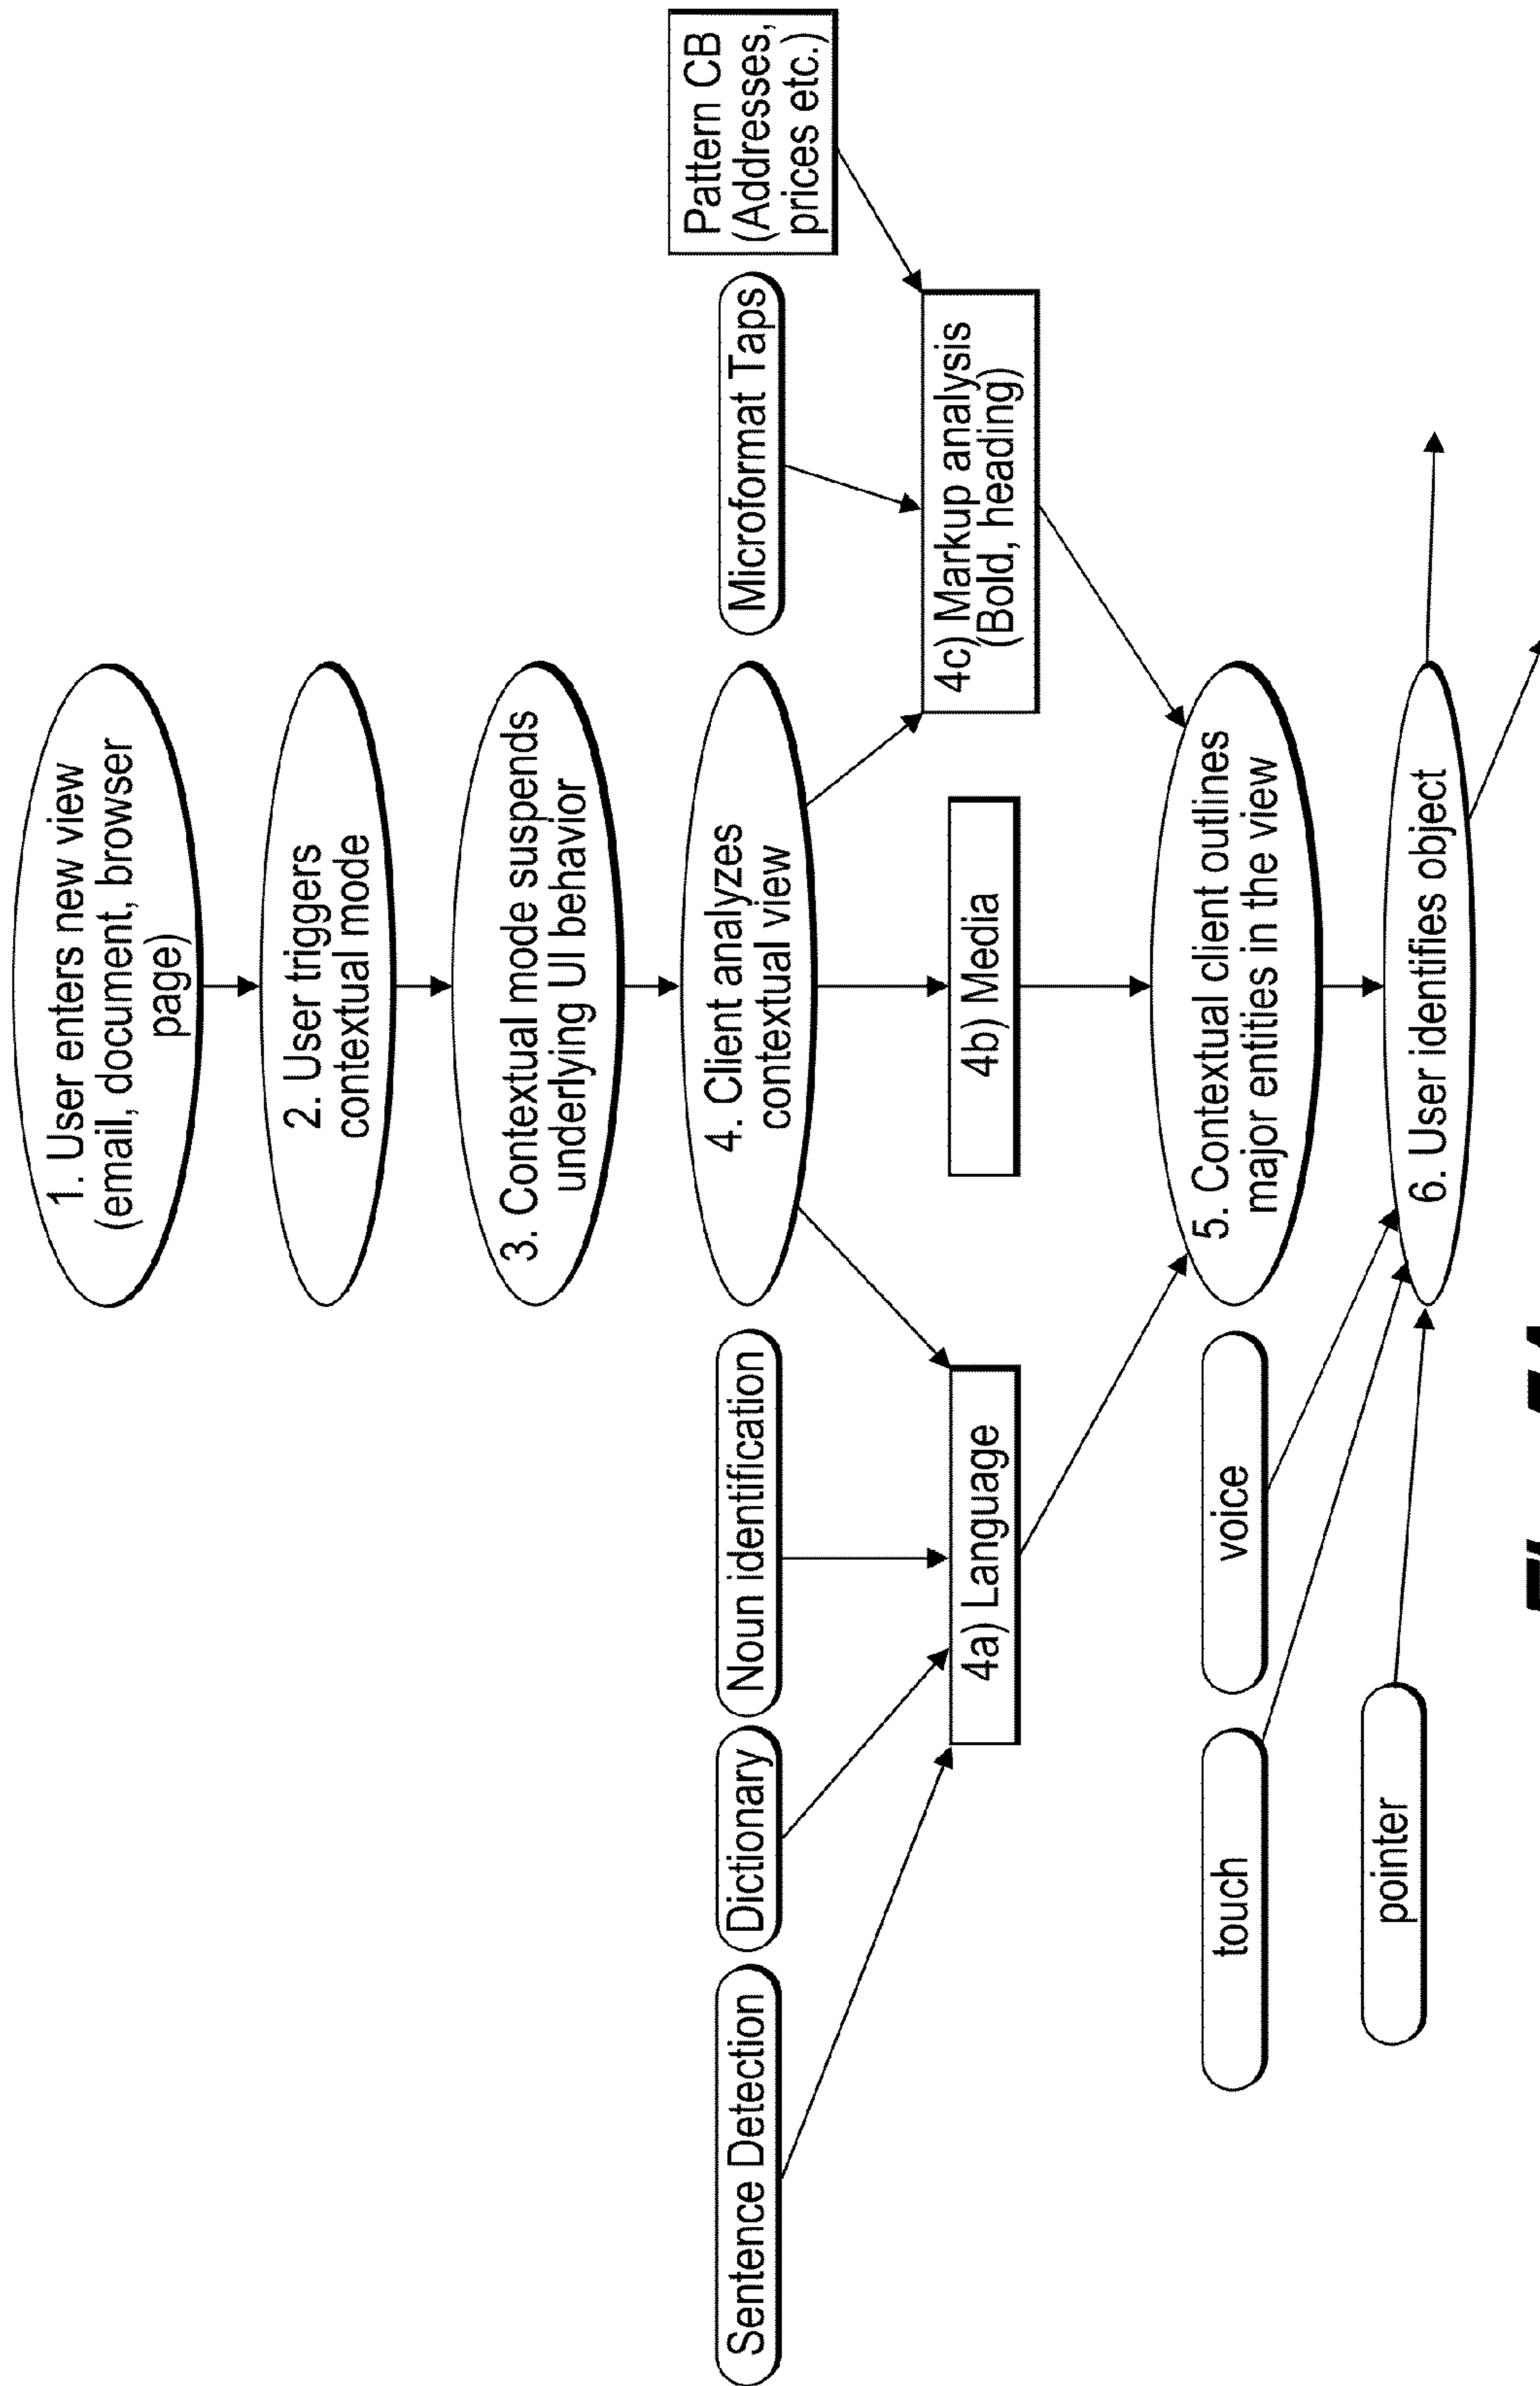 1. User enters new view
(email, document, browser
page)
2. User triggers
contextual mode
3. Contextual mode suspends
underlying UI behavior
Sentence Detection
Dictionary
Noun identification
4. Client analyzes
contextual view
Microformat Taps
Pattern CB
(Addresses,
prices etc.)
4a) Language
4b) Media
4c) Markup analysis
(Bold, heading)
touch
voice
5. Contextual client outlines
major entities in the view
pointer
6. User identifies object